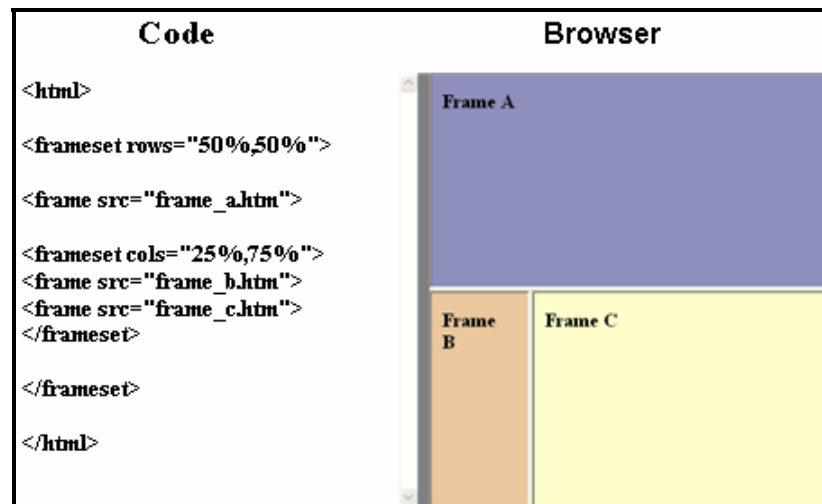 Code
<html>
<frameset rows="50%,50%">
<frame src="frame_a.htm">
<frameset cols="25%,75%">
<frame src="frame_b.htm">
<frame src="frame_c.htm">
</frameset>
</frameset>
</html>
Browser
Frame A
Frame
B
Frame C